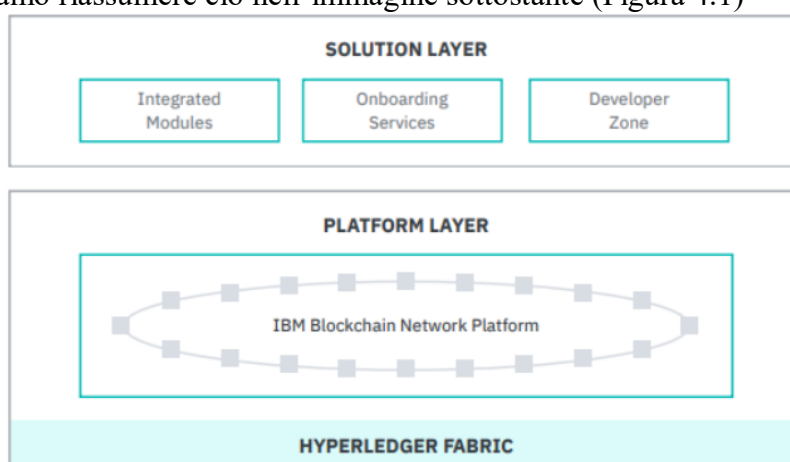 riassumere ciò nell'immagine sottostante (Figura 4.1)
SOLUTION LAYER
Integrated
Modules
Onboarding
Services
Developer
Zone
PLATFORM LAYER
IBM Blockchain Network Platform
HYPERLEDGER FABRIC